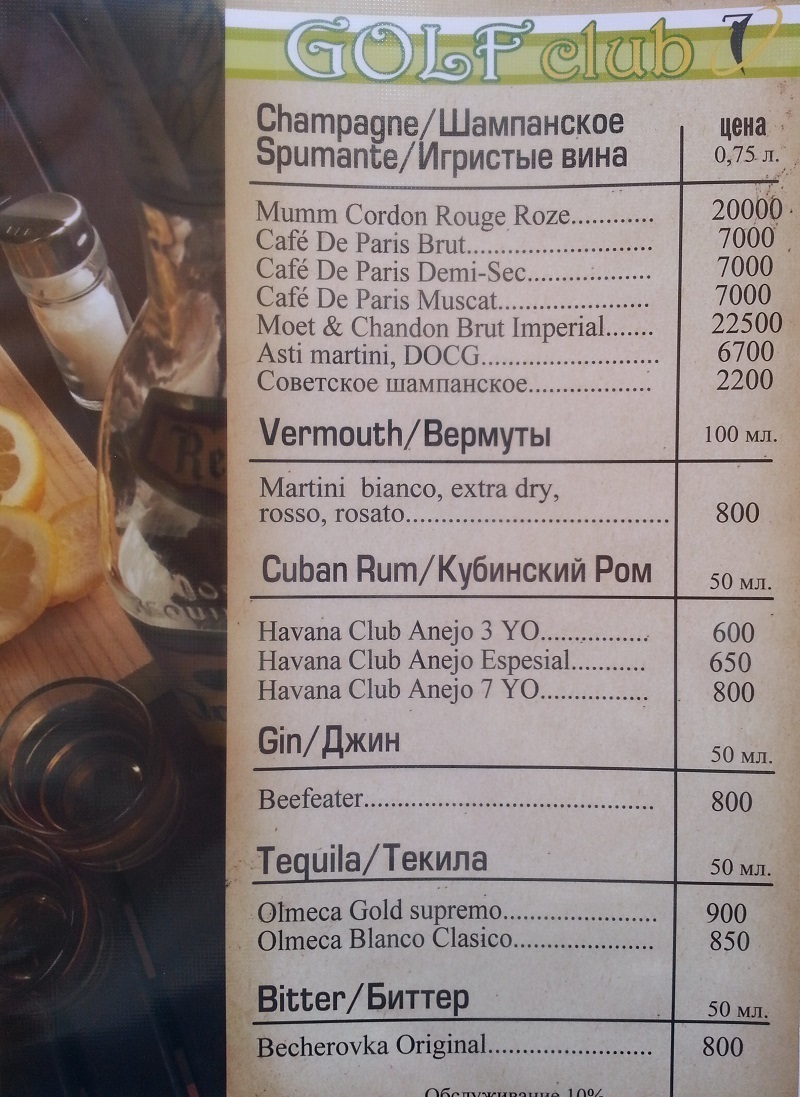 GOLF club 7
Champagne/Шампанское цена
Spumante/Игристые вина 0,75 л.
Mumm Cordon Rouge Roze............ 20000
Café De Paris Brut.......................... 7000
Café De Paris Demi-Sec.................. 7000
Café De Paris Muscat...................... 7000
Moet & Chandon Brut Imperial....... 22500
Asti martini, DOCG......................... 6700
Советское шампанское.................. 2200
Vermouth/Вермуты 100 мл.
Martini bianco, extra dry,
rosso, rosato..................................... 800
Cuban Rum/Кубинский Ром 50 мл.
Havana Club Anejo 3 YO................ 600
Havana Club Anejo Espesial........... 650
Havana Club Anejo 7 YO................ 800
Gin/Джин 50 мл.
Beefeater.......................................... 800
Tequila/Текила 50 мл.
Olmeca Gold supremo...................... 900
Olmeca Blanco Clasico.................... 850
Bitter/Биттер 50 мл.
Becherovka Original........................ 800
Обслуживание 10%